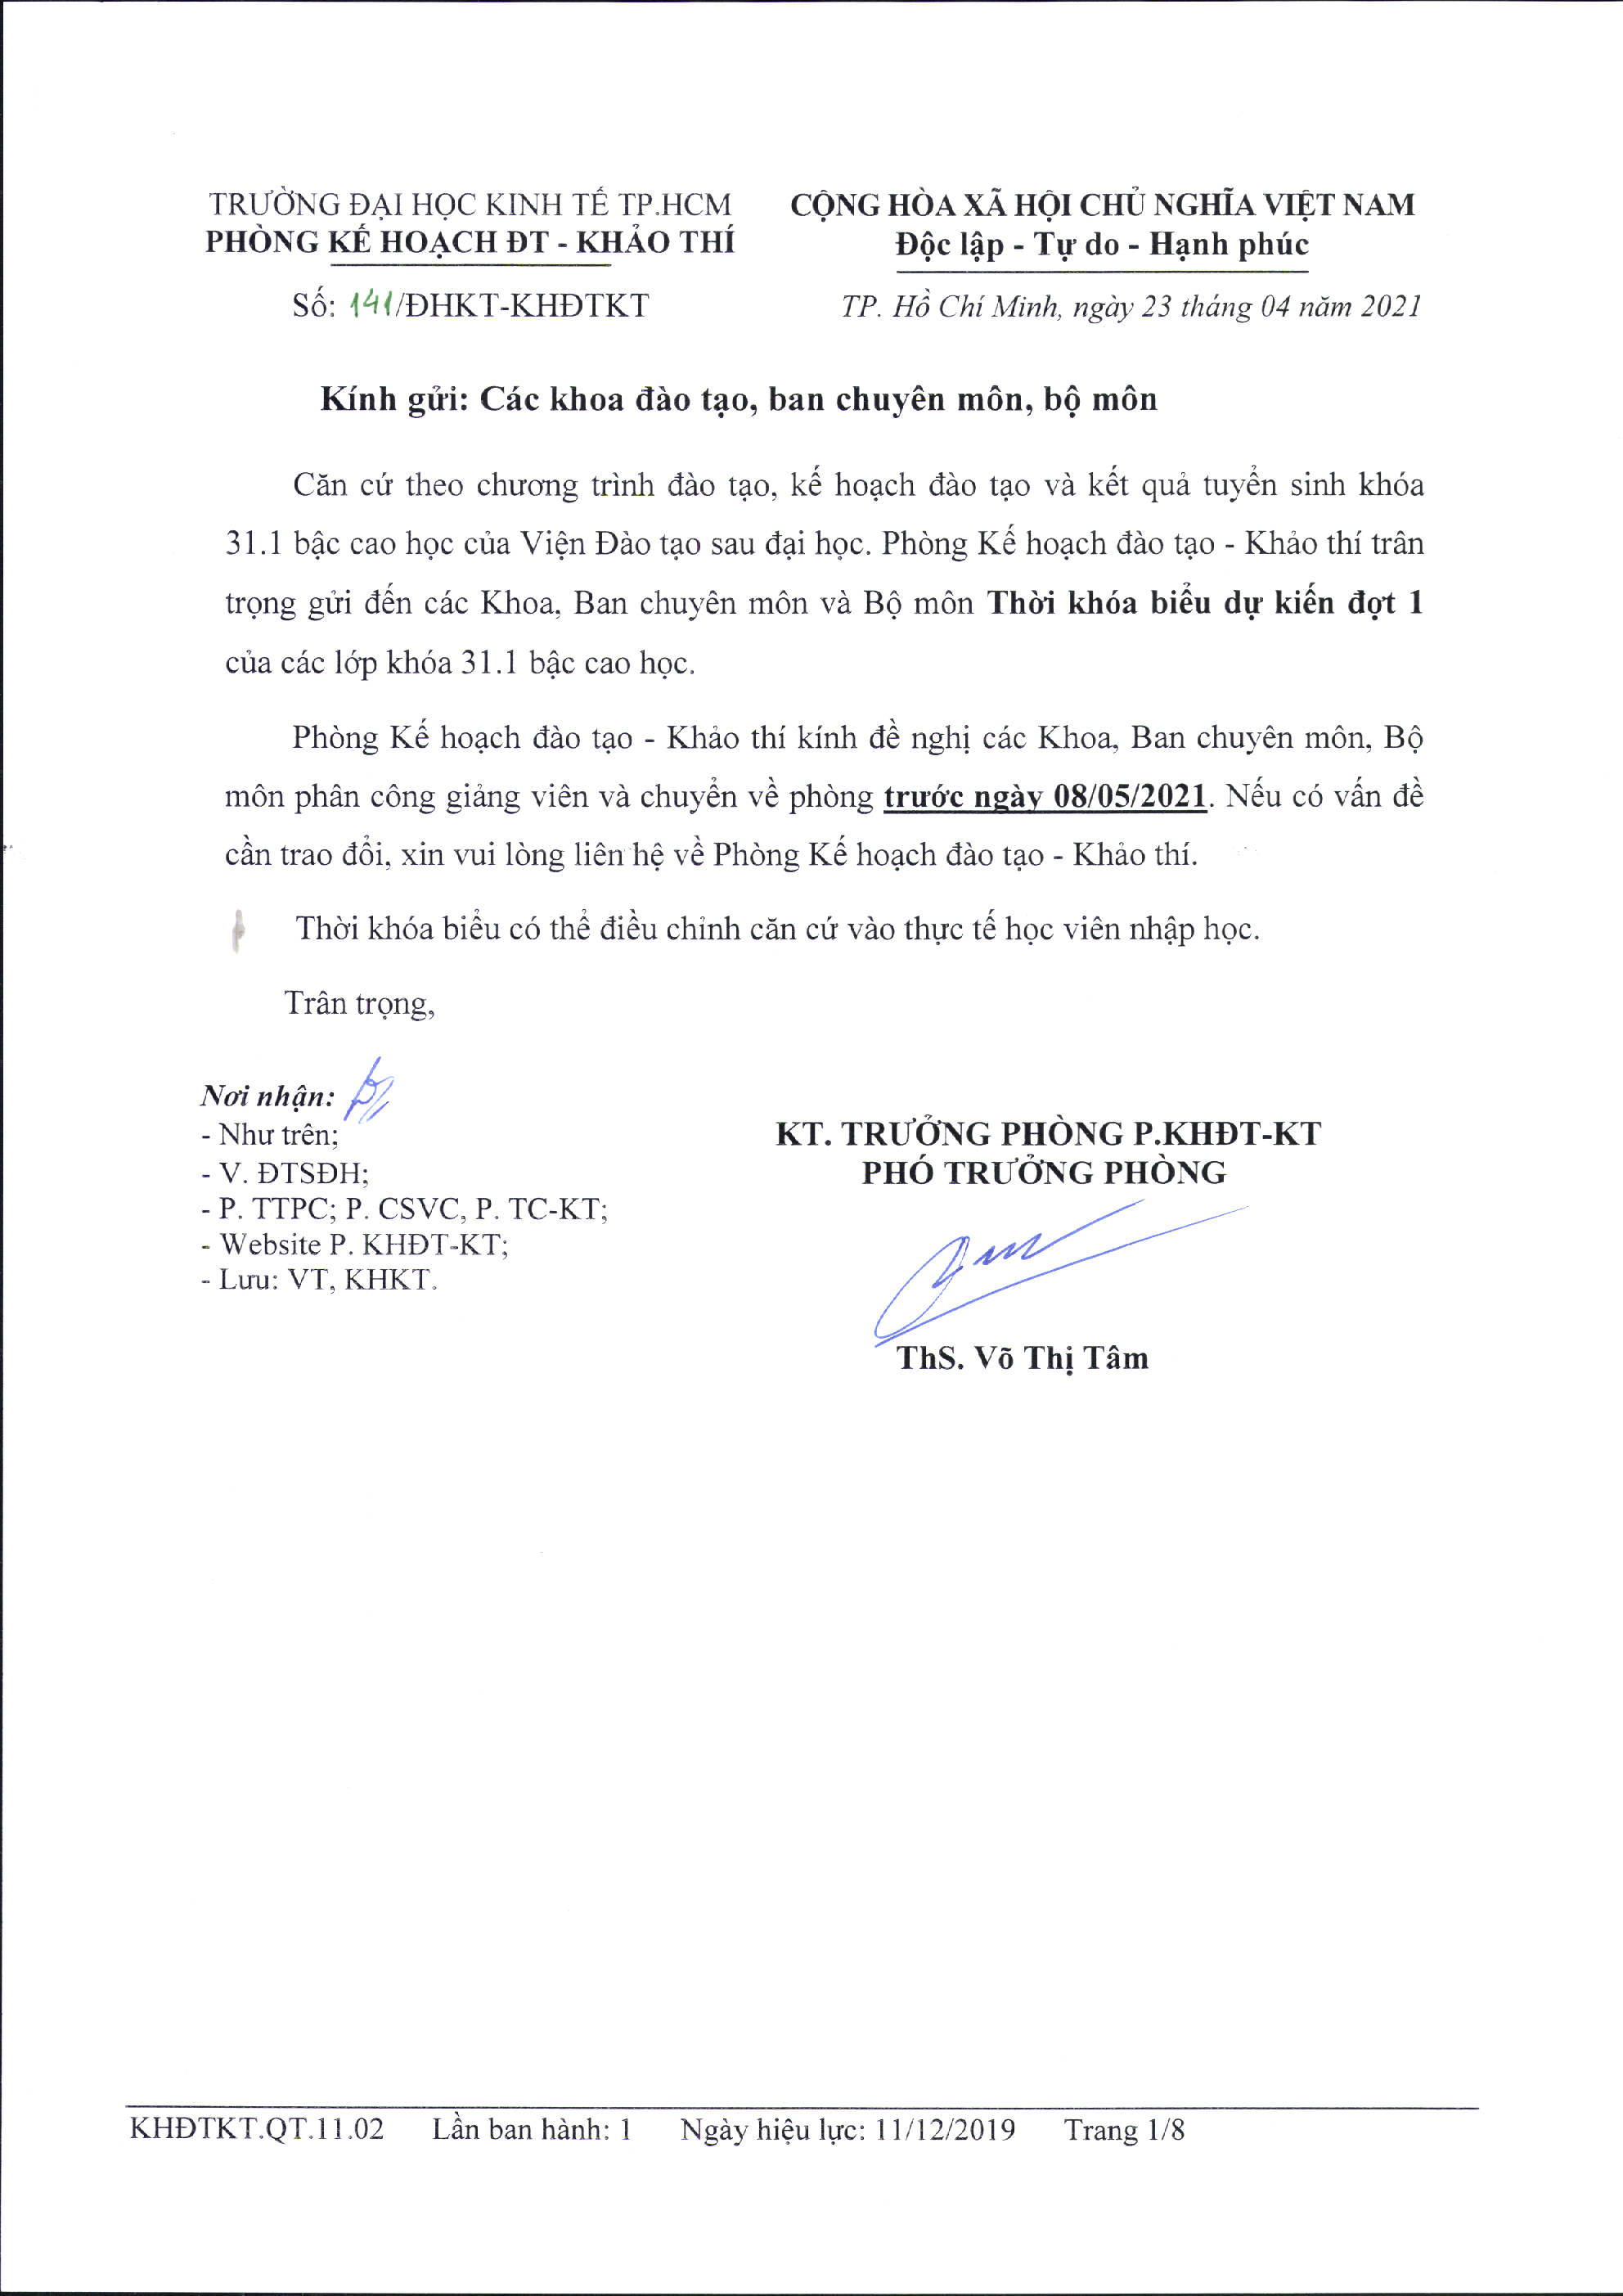 TRƯỜNG ĐẠI HỌC KINH TẾ TP.HCM
PHÒNG KẾ HOẠCH ĐT - KHẢO THÍ
Số: 141/ĐHKT-KHĐTKT
CỘNG HÒA XÃ HỘI CHỦ NGHĨA VIỆT NAM
Độc lập - Tự do - Hạnh phúc
TP. Hồ Chí Minh, ngày 23 tháng 04 năm 2021
Kính gửi: Các khoa đào tạo, ban chuyên môn, bộ môn
Căn cứ theo chương trình đào tạo, kế hoạch đào tạo và kết quả tuyển sinh khóa
31.1 bậc cao học của Viện Đào tạo sau đại học. Phòng Kế hoạch đào tạo - Khảo thí trân
trọng gửi đến các Khoa, Ban chuyên môn và Bộ môn Thời khóa biểu dự kiến đợt 1
của các lớp khóa 31.1 bậc cao học.
Phòng Kế hoạch đào tạo - Khảo thí kính đề nghị các Khoa, Ban chuyên môn, Bộ
môn phân công giảng viên và chuyển về phòng trước ngày 08/05/2021. Nếu có vấn đề
cần trao đổi, xin vui lòng liên hệ về Phòng Kế hoạch đào tạo - Khảo thí.
Thời khóa biểu có thể điều chỉnh căn cứ vào thực tế học viên nhập học.
Trân trọng,
Nơi nhận:
- Như trên;
- V. ĐTSĐH;
- P. TTPC; P. CSVC, P. TC-KT;
- Website P. KHĐT-KT;
- Lưu: VT, KHKT.
KT. TRƯỞNG PHÒNG P.KHĐT-KT
PHÓ TRƯỞNG PHÒNG
ThS. Võ Thị Tâm
KHĐTKT.QT.11.02 Lần ban hành: 1 Ngày hiệu lực: 11/12/2019 Trang 1/8